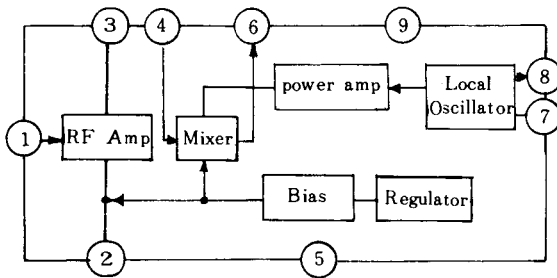 3 4 6 9
power amp Local Oscillator 8
7
1 RF Amp Mixer
Bias Regulator
2 5